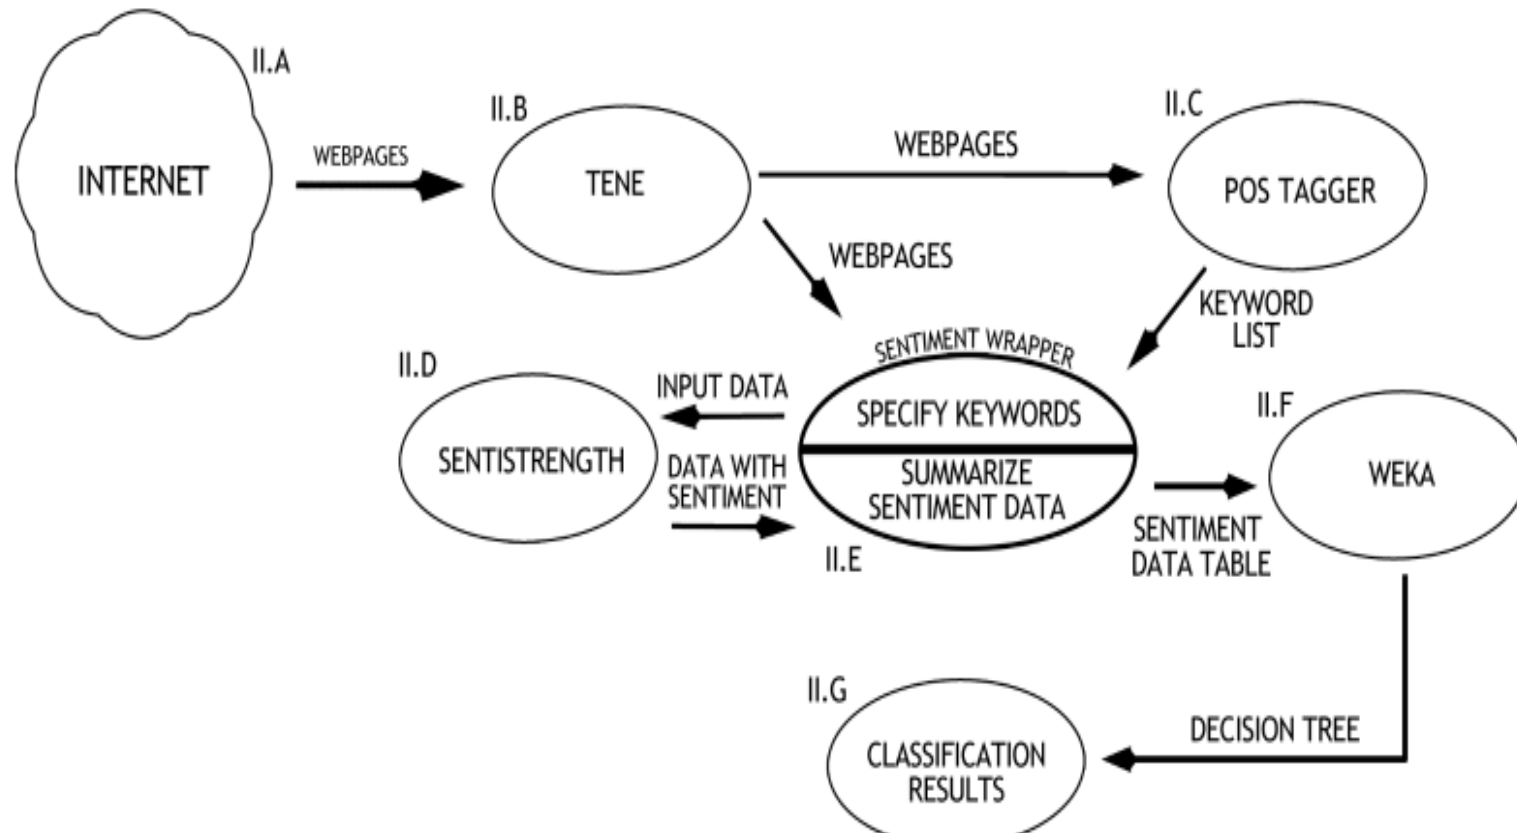 II.A
INTERNET
WEBPAGES
II.B
TENE
WEBPAGES
II.C
POS TAGGER
WEBPAGES
KEYWORD
LIST
SENTIMENT WRAPPER
SPECIFY KEYWORDS
SUMMARIZE
SENTIMENT DATA
II.E
II.D
SENTISTRENGTH
INPUT DATA
DATA WITH
SENTIMENT
SENTIMENT
DATA TABLE
II.F
WEKA
DECISION TREE
II.G
CLASSIFICATION
RESULTS